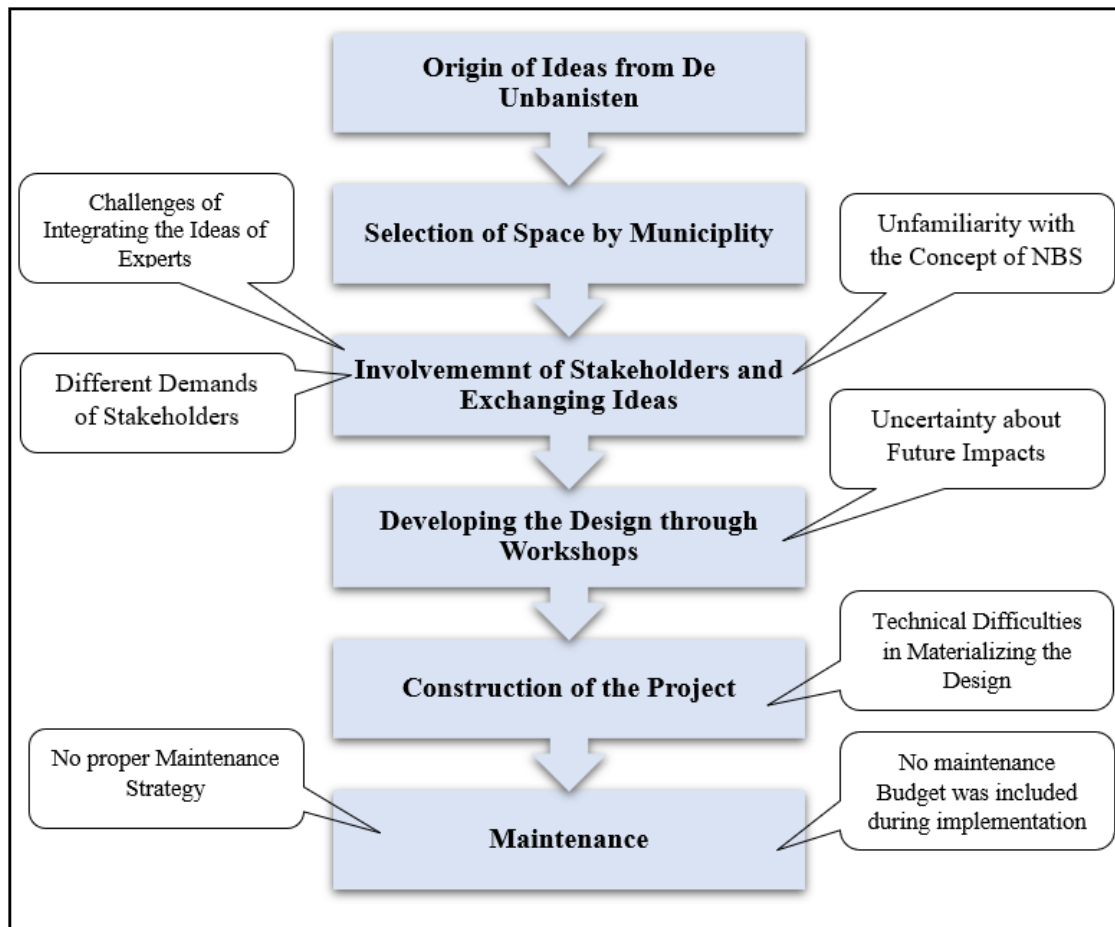 Origin of Ideas from De
Unbanisten
Selection of Space by Municiplity
Challenges of
Integrating the Ideas of
Experts
Unfamiliarity with
the Concept of NBS
Involvememnt of Stakeholders and
Exchanging Ideas
Different Demands
of Stakeholders
Uncertainty about
Future Impacts
Developing the Design through
Workshops
Technical Difficulties
in Materializing the
Design
Construction of the Project
No proper Maintenance
Strategy
No maintenance
Budget was included
during implementation
Maintenance